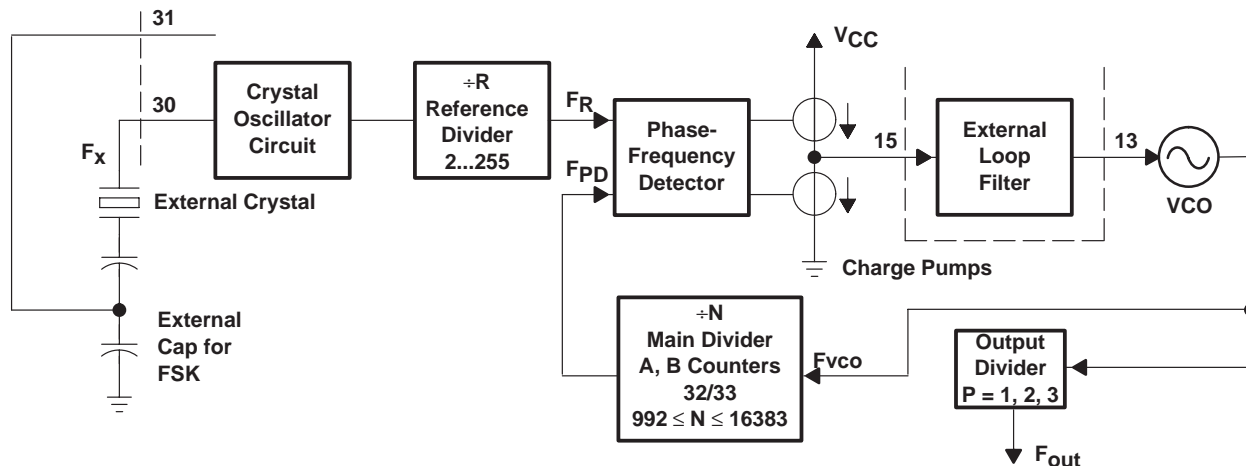 31
30
Fx
External Crystal
External
Cap for
FSK
Crystal
Oscillator
Circuit
÷R
Reference
Divider
2...255
FR
FPD
Phase-
Frequency
Detector
VCC
Charge Pumps
15
External
Loop
Filter
13
VCO
÷N
Main Divider
A, B Counters
32/33
992 ≤ N ≤ 16383
Fvco
Output
Divider
P = 1, 2, 3
Fout